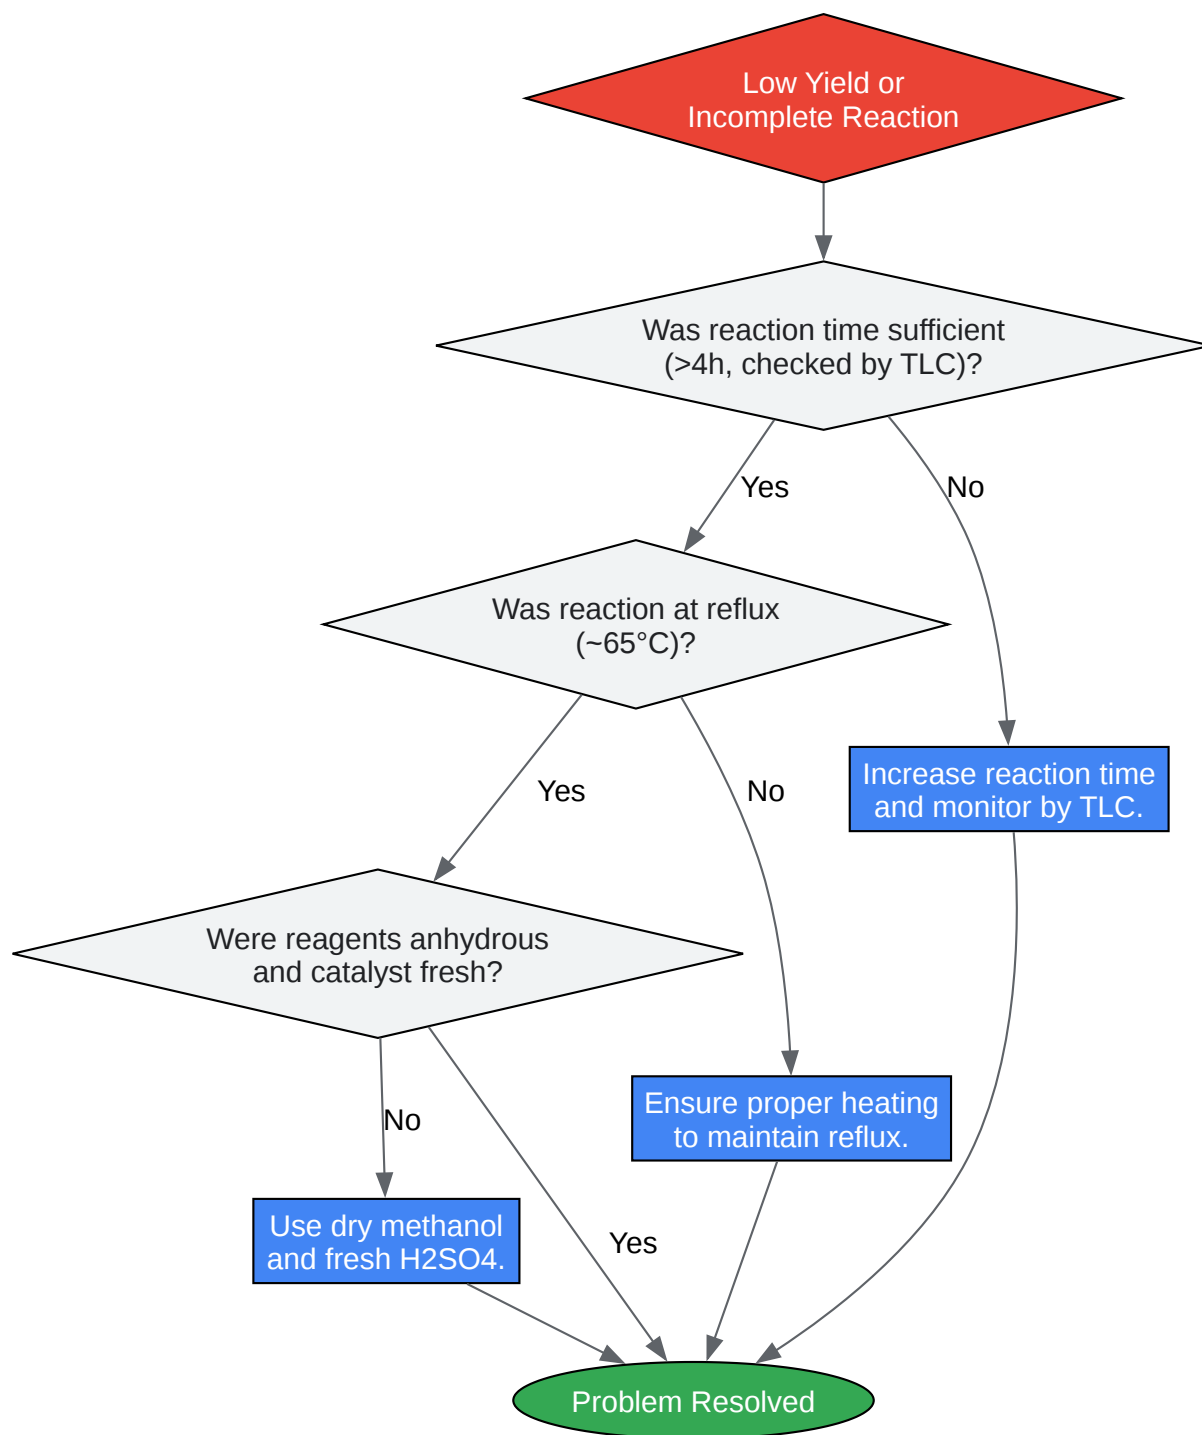 Low Yield or
Incomplete Reaction
Was reaction time sufficient
(>4h, checked by TLC)?
Yes
No
Was reaction at reflux
(~65°C)?
Increase reaction time
and monitor by TLC.
Yes
No
Were reagents anhydrous
and catalyst fresh?
Ensure proper heating
to maintain reflux.
No
Use dry methanol
and fresh H2SO4.
Yes
Problem Resolved